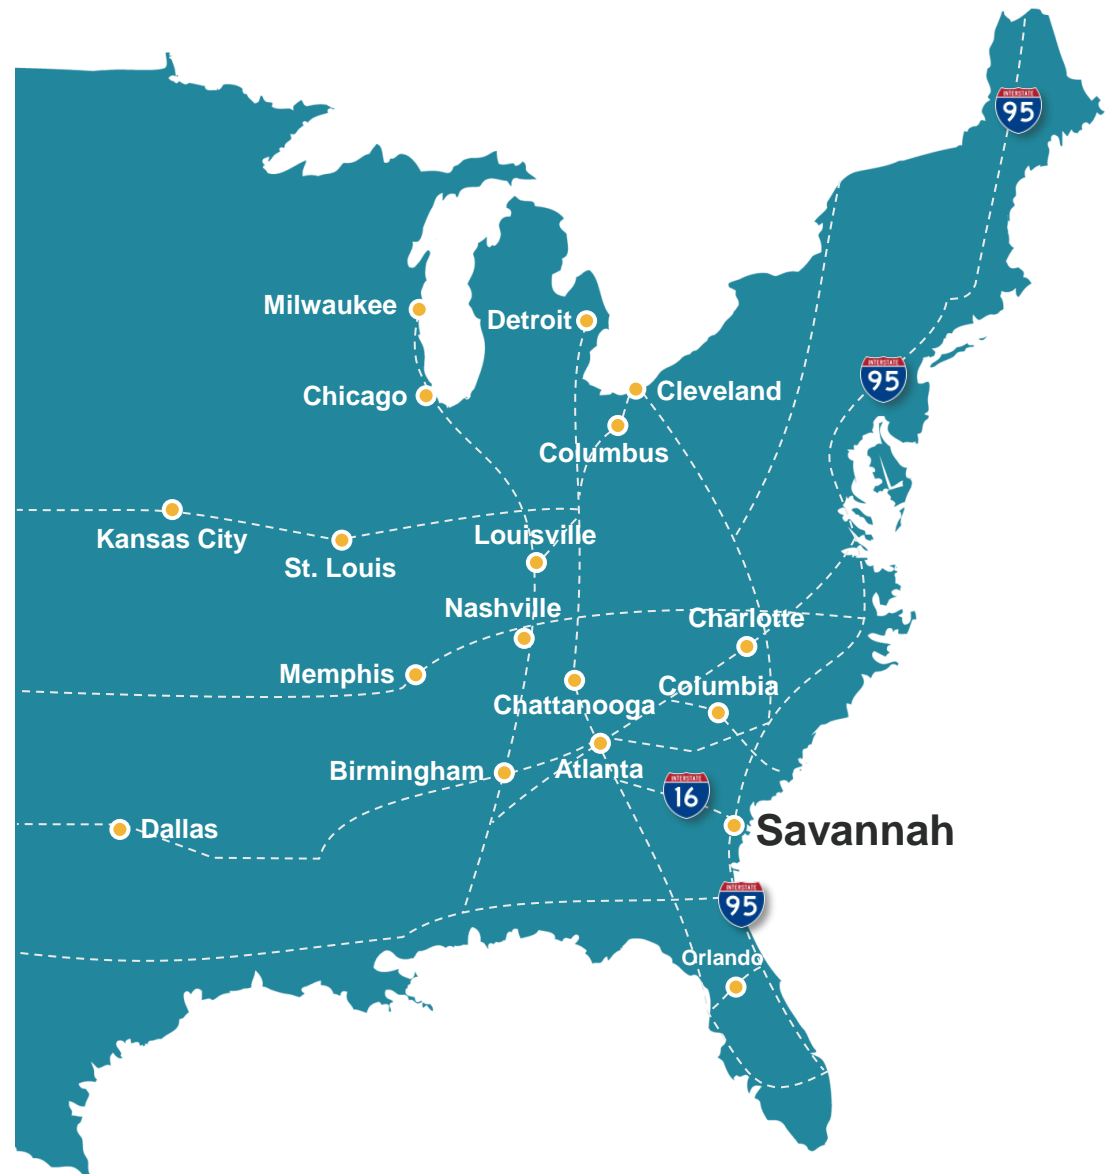 INTERSTATE
95
Milwaukee
Detroit
INTERSTATE
95
Chicago
Cleveland
Columbus
Kansas City
Louisville
St. Louis
Nashville
Charlotte
Memphis
Columbia
Chattanooga
Birmingham
Atlanta
INTERSTATE
16
Dallas
Savannah
INTERSTATE
95
Orlando